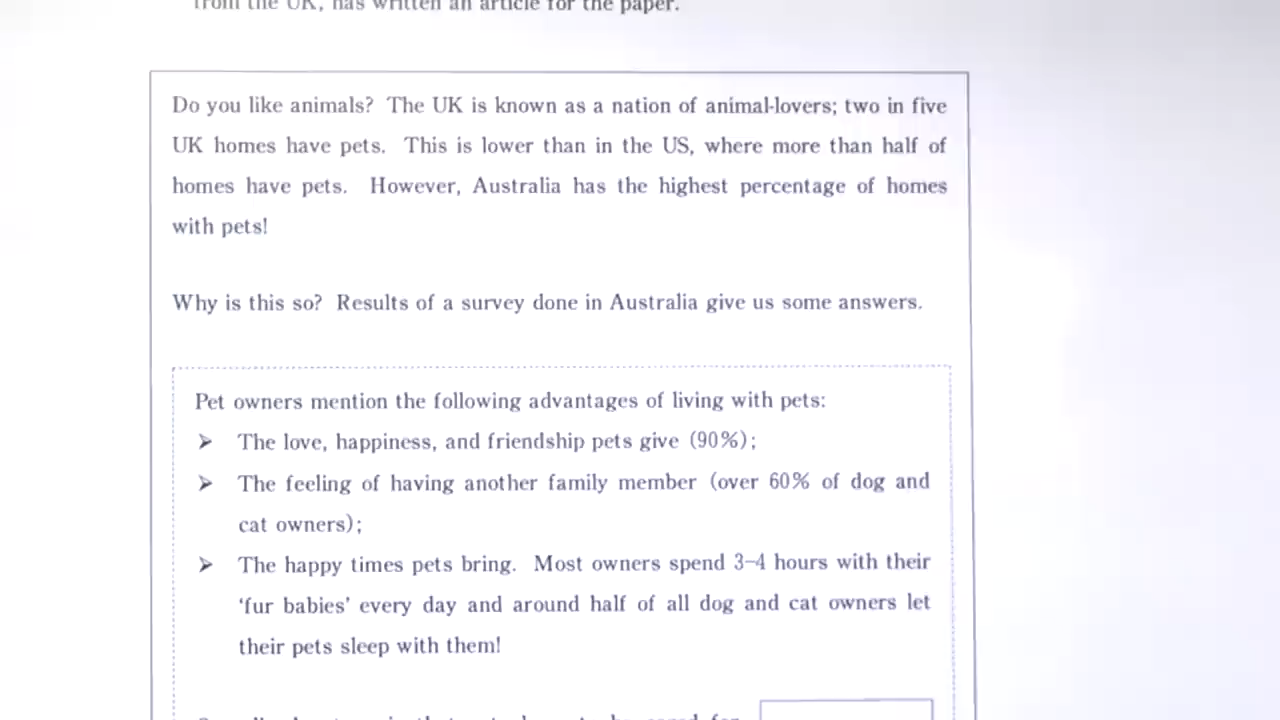 from the UK, has written an article for the paper.
Do you like animals? The UK is known as a nation of animal-lovers; two in five
UK homes have pets. This is lower than in the US, where more than half of
homes have pets. However, Australia has the highest percentage of homes
with pets!
Why is this so? Results of a survey done in Australia give us some answers.
Pet owners mention the following advantages of living with pets:
➢ The love, happiness, and friendship pets give (90%);
➢ The feeling of having another family member (over 60% of dog and
cat owners);
➢ The happy times pets bring. Most owners spend 3–4 hours with their
‘fur babies’ every day and around half of all dog and cat owners let
their pets sleep with them!